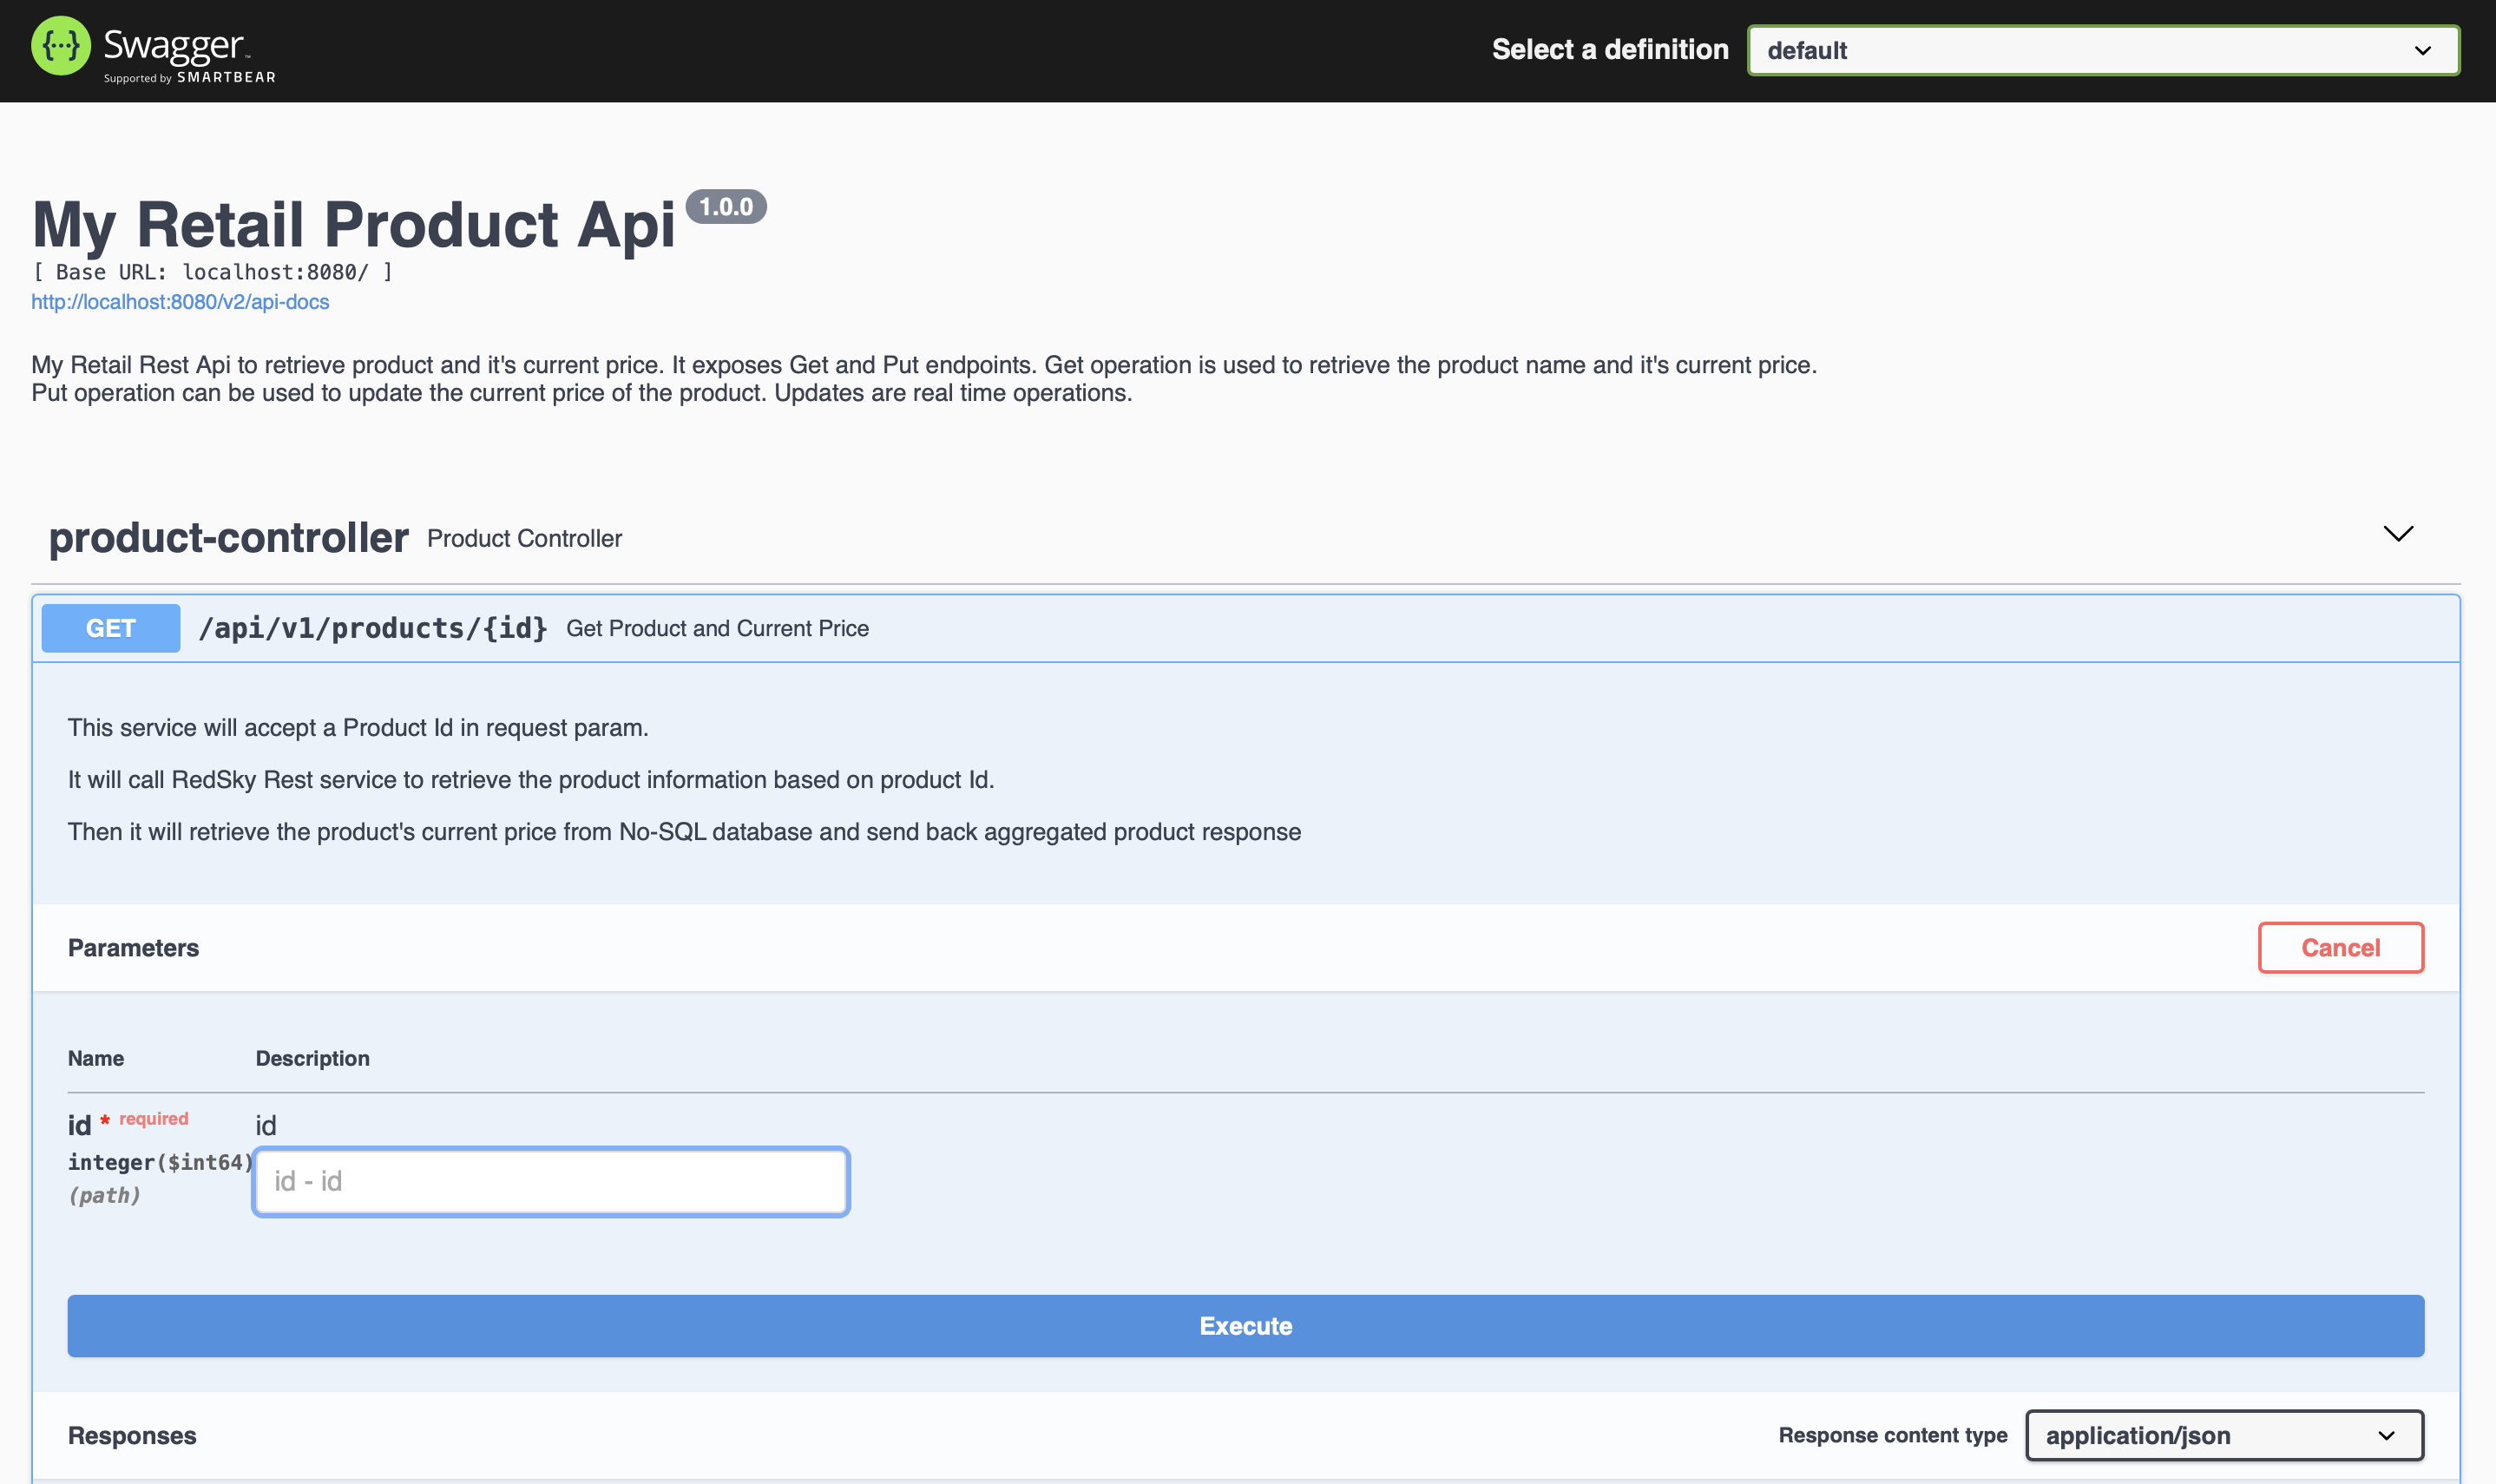 {...} Swagger™
Supported by SMARTBEAR
Select a definition
default
My Retail Product Api 1.0.0
[ Base URL: localhost:8080/ ]
http://localhost:8080/v2/api-docs
My Retail Rest Api to retrieve product and it's current price. It exposes Get and Put endpoints. Get operation is used to retrieve the product name and it's current price.
Put operation can be used to update the current price of the product. Updates are real time operations.
product-controller Product Controller
GET /api/v1/products/{id} Get Product and Current Price
This service will accept a Product Id in request param.
It will call RedSky Rest service to retrieve the product information based on product Id.
Then it will retrieve the product's current price from No-SQL database and send back aggregated product response
Parameters
Cancel
Name Description
id * required
integer($int64)
(path)
id
id - id
Execute
Responses
Response content type
application/json